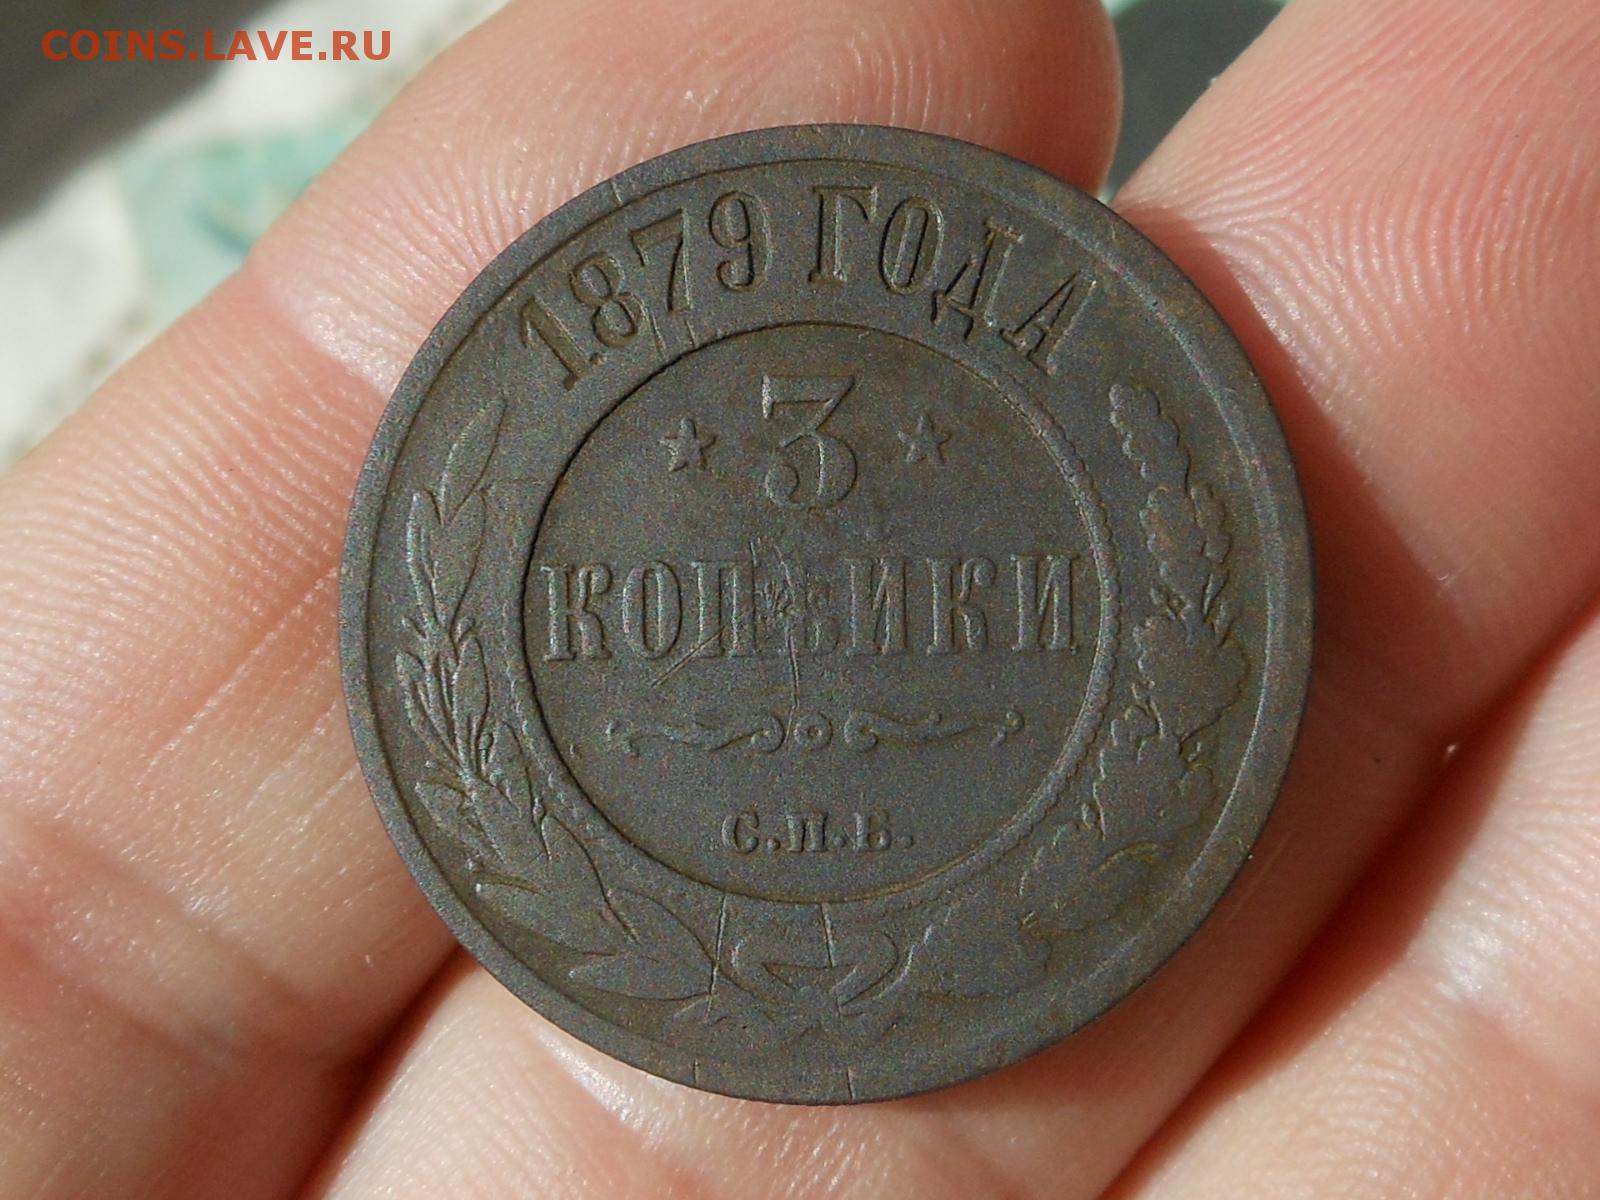 COINS.LAVE.RU
1879 ГОДА
3
КОПѢЙКИ
С.П.Б.